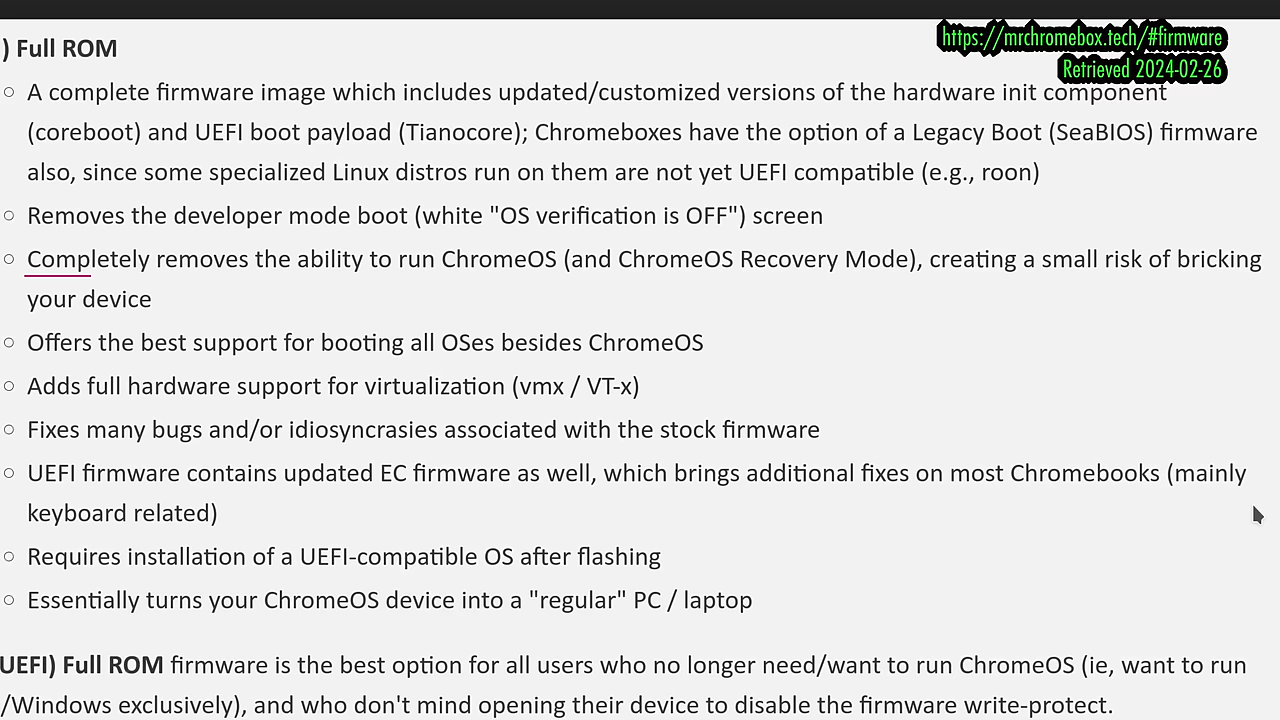 ) Full ROM
https://mrchromebox.tech/#firmware
Retrieved 2024-02-26
A complete firmware image which includes updated/customized versions of the hardware init component
(coreboot) and UEFI boot payload (Tianocore); Chromeboxes have the option of a Legacy Boot (SeaBIOS) firmware
also, since some specialized Linux distros run on them are not yet UEFI compatible (e.g., roon)
Removes the developer mode boot (white "OS verification is OFF") screen
Completely removes the ability to run ChromeOS (and ChromeOS Recovery Mode), creating a small risk of bricking
your device
Offers the best support for booting all OSes besides ChromeOS
Adds full hardware support for virtualization (vmx / VT-x)
Fixes many bugs and/or idiosyncrasies associated with the stock firmware
UEFI firmware contains updated EC firmware as well, which brings additional fixes on most Chromebooks (mainly
keyboard related)
Requires installation of a UEFI-compatible OS after flashing
Essentially turns your ChromeOS device into a "regular" PC / laptop
UEFI) Full ROM firmware is the best option for all users who no longer need/want to run ChromeOS (ie, want to run
/Windows exclusively), and who don't mind opening their device to disable the firmware write-protect.